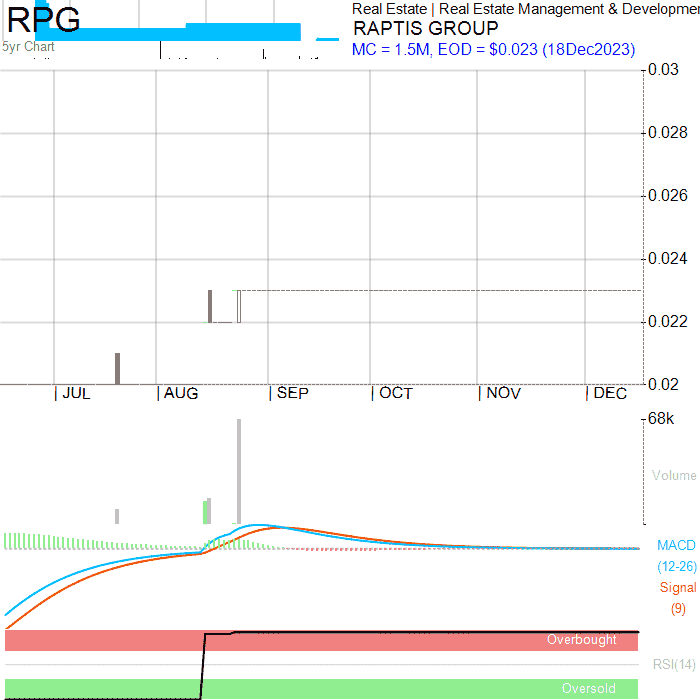 RPG
Real Estate | Real Estate Management & Developmen
RAPTIS GROUP
5yr Chart
MC = 1.5M, EOD = $0.023 (18Dec2023)
0.03
0.028
0.026
0.024
0.022
0.02
JUL AUG SEP OCT NOV DEC
68k
Volume
MACD
(12-26)
Signal
(9)
Overbought
RSI(14)
Oversold